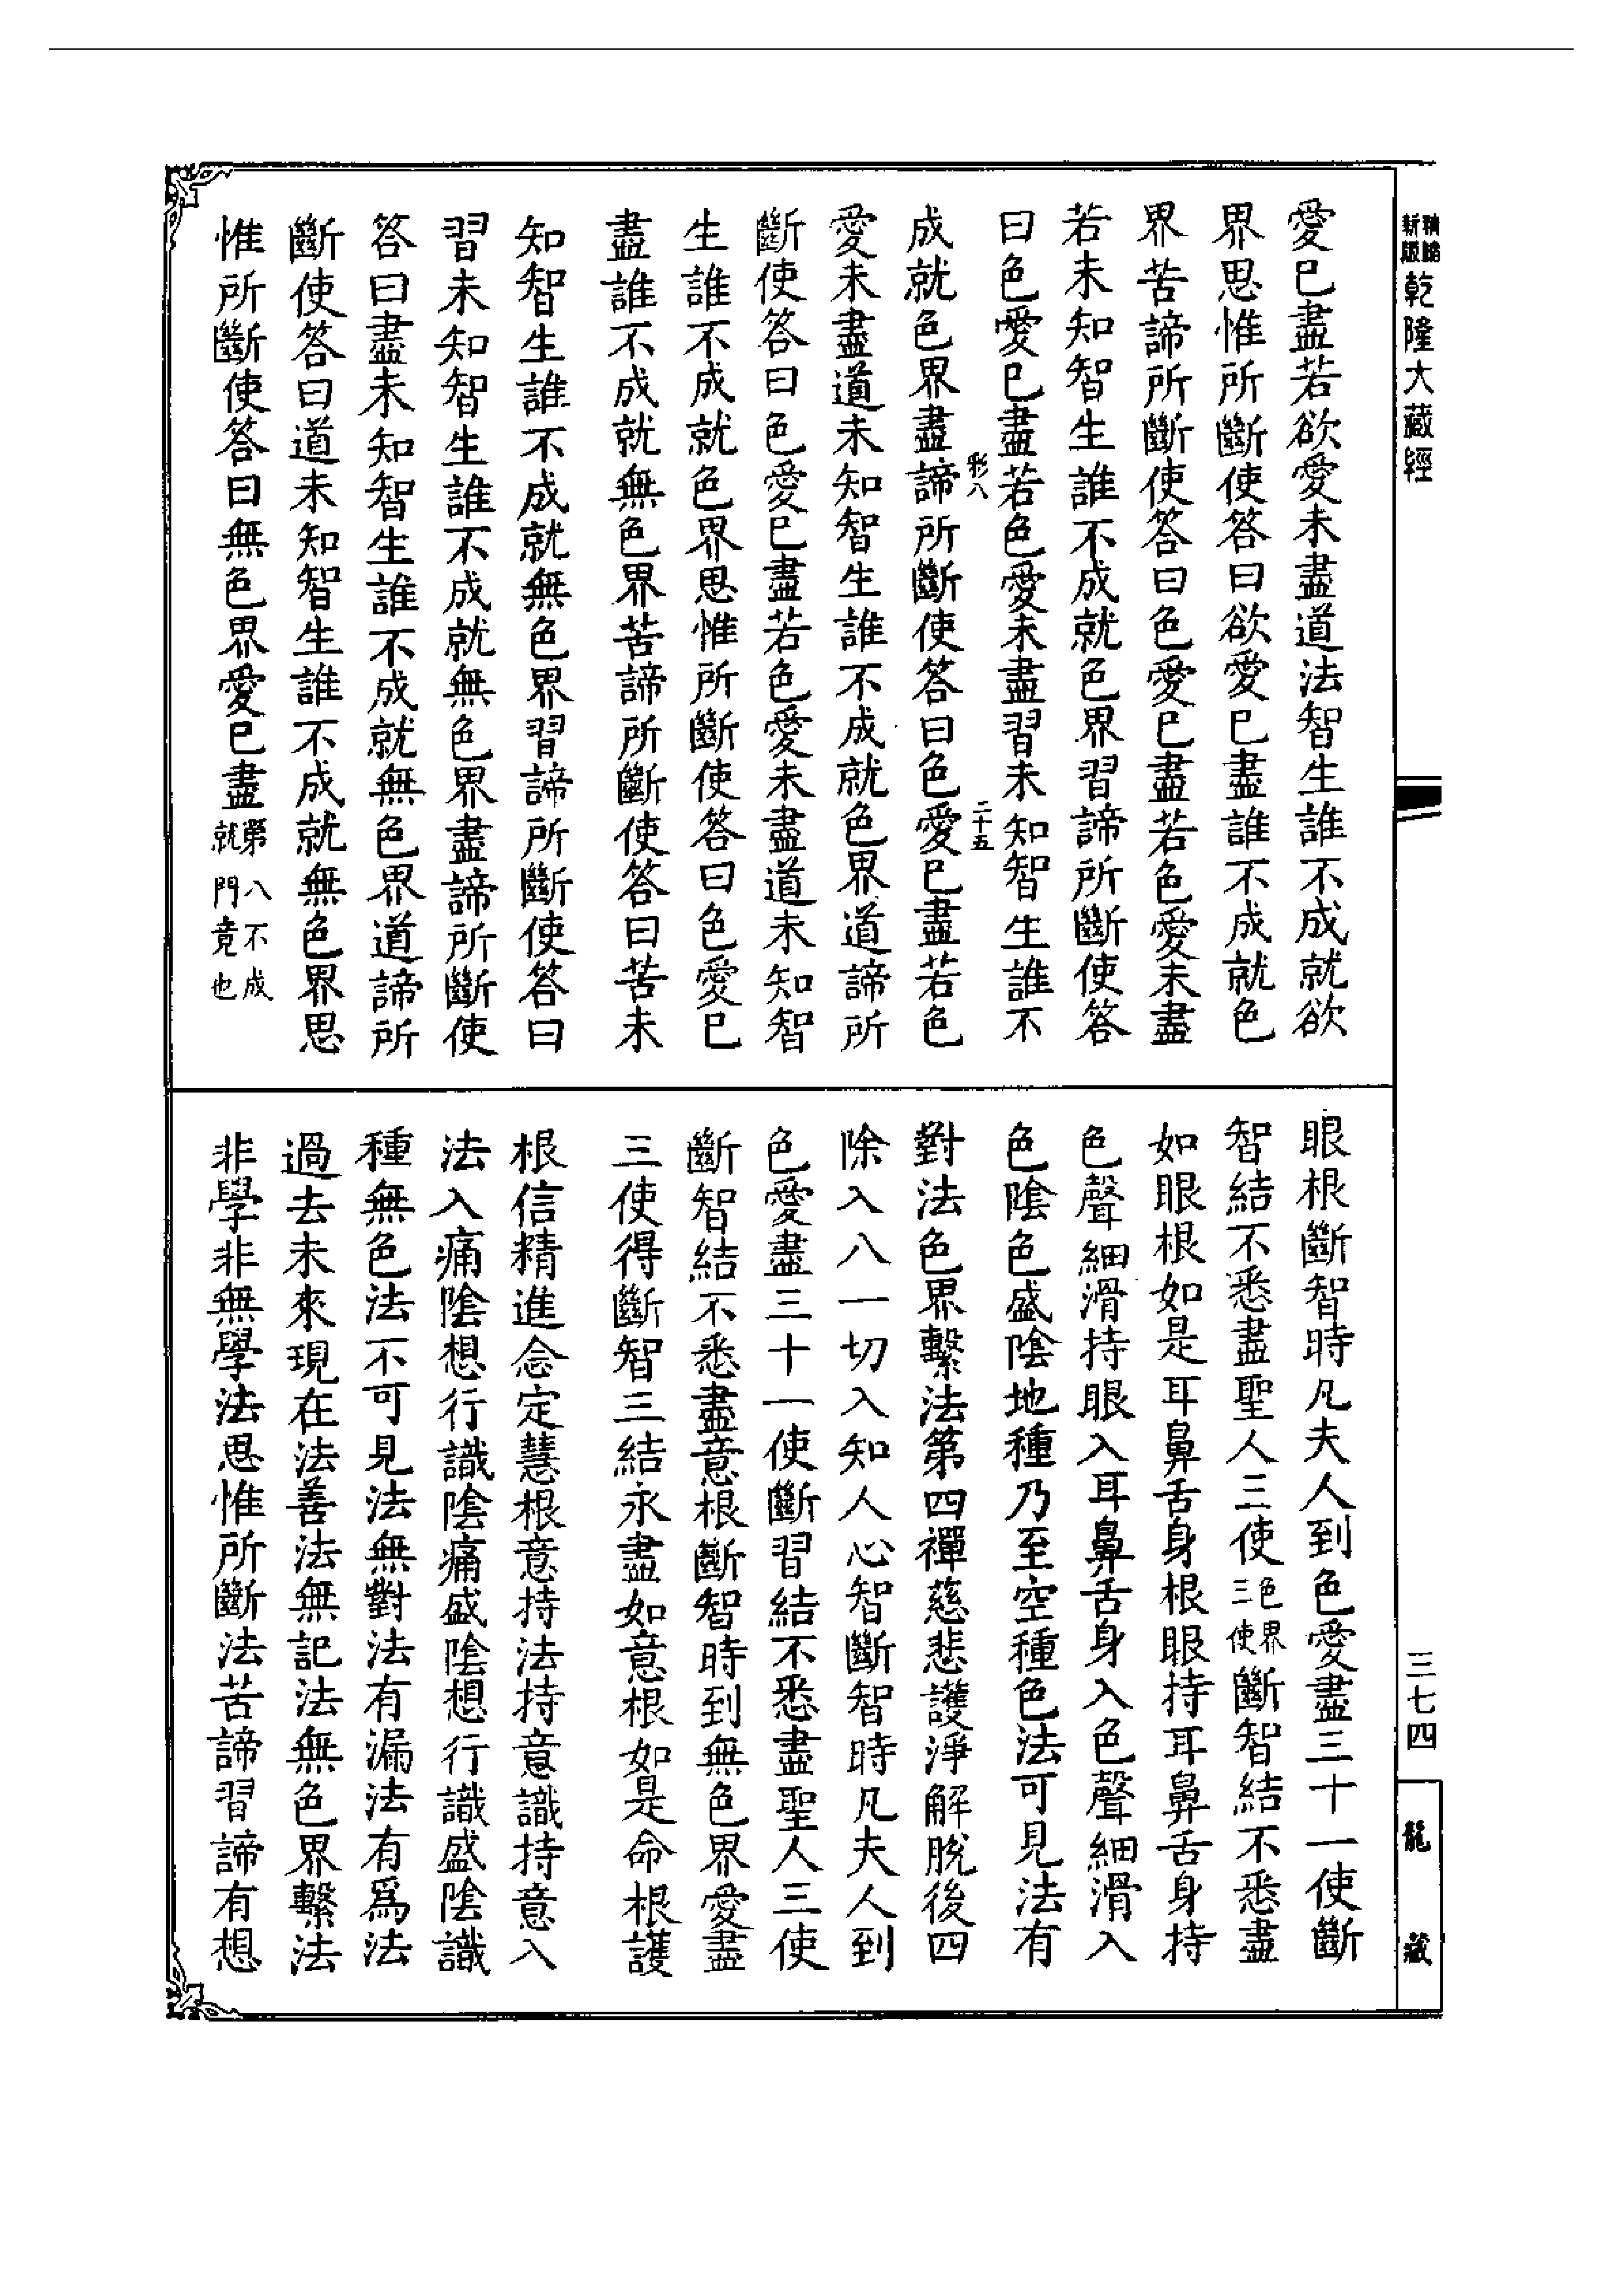 精縮
新版
乾隆大藏經
愛已盡若欲愛未盡道法智生誰不成就欲
界思惟所斷使答曰欲愛已盡誰不成就色
界苦諦所斷使答曰色愛已盡若色愛未盡
若未知智生誰不成就色界習諦所斷使答
曰色愛已盡若色愛未盡習未知智生誰不
彩八
二十五
成就色界盡諦所斷使答曰色愛已盡若色
愛未盡道未知智生誰不成就色界道諦所
斷使答曰色愛已盡若色愛未盡道未知智
生誰不成就色界思惟所斷使答曰色愛已
盡誰不成就無色界苦諦所斷使答曰苦未
知智生誰不成就無色界習諦所斷使答曰
習未知智生誰不成就無色界盡諦所斷使
答曰盡未知智生誰不成就無色界道諦所
斷使答曰道未知智生誰不成就無色界思
惟所斷使答曰無色界愛已盡第八不成就門竟也
眼根斷智時凡夫人到色愛盡三十一使斷
智結不悉盡聖人三使色界三使斷智結不悉盡
如眼根如是耳鼻舌身根眼持耳鼻舌身持
色聲細滑持眼入耳鼻舌身入色聲細滑入
色陰色盛陰地種乃至空種色法可見法有
對法色界繫法第四禪慈悲護淨解脫後四
除入八一切入知人心智斷智時凡夫人到
色愛盡三十一使斷習結不悉盡聖人三使
斷智結不悉盡意根斷智時到無色界愛盡
三使得斷智三結永盡如意根如是命根護
根信精進念定慧根意持法持意識持意入
法入痛陰想行識陰痛盛陰想行識盛陰識
種無色法不可見法無對法有漏法有爲法
過去未來現在法善法無記法無色界繫法
非學非無學法思惟所斷法苦諦習諦有想
三七四
龍藏